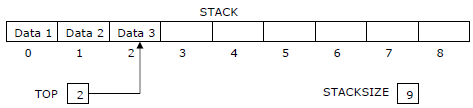 STACK
Data 1 Data 2 Data 3
0 1 2 3 4 5 6 7 8
TOP 2 STACKSIZE 9